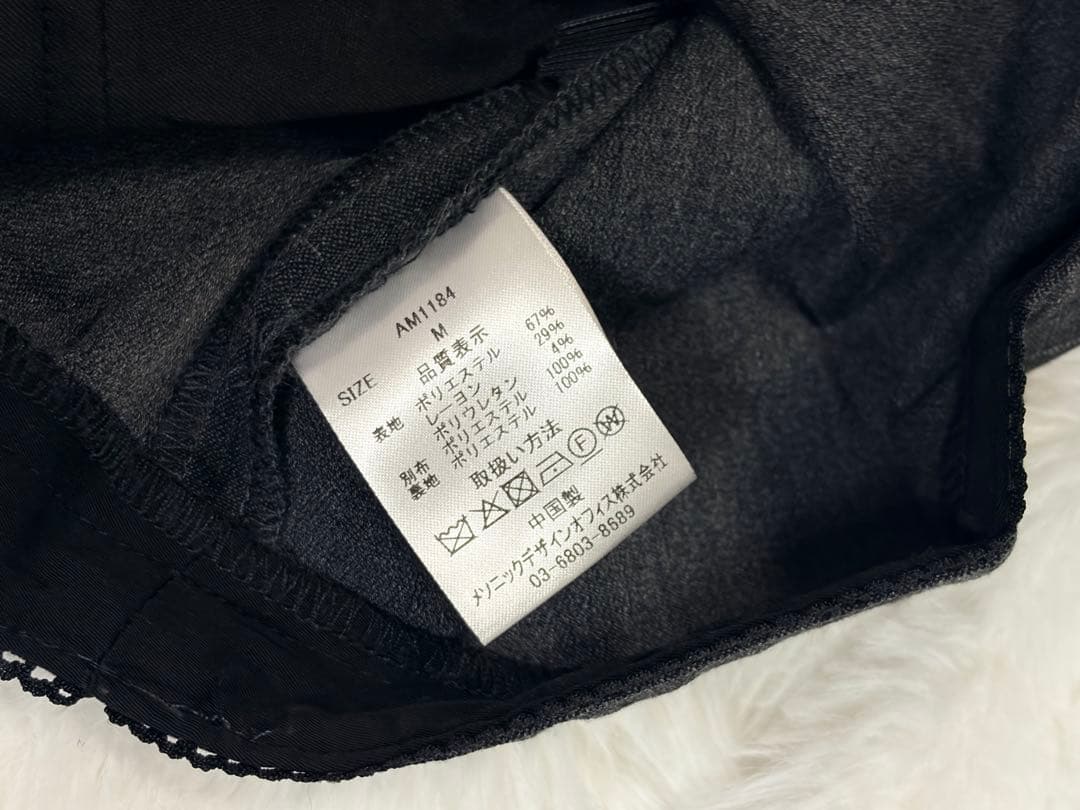 AM1184
SIZE M
品質表示
表地 ポリエステル 67%
レーヨン 29%
ポリウレタン 4%
別布 ポリエステル 100%
裏地 ポリエステル 100%
取扱い方法
F W
中国製
メソニックデザインオフィス株式会社
03-6803-8689